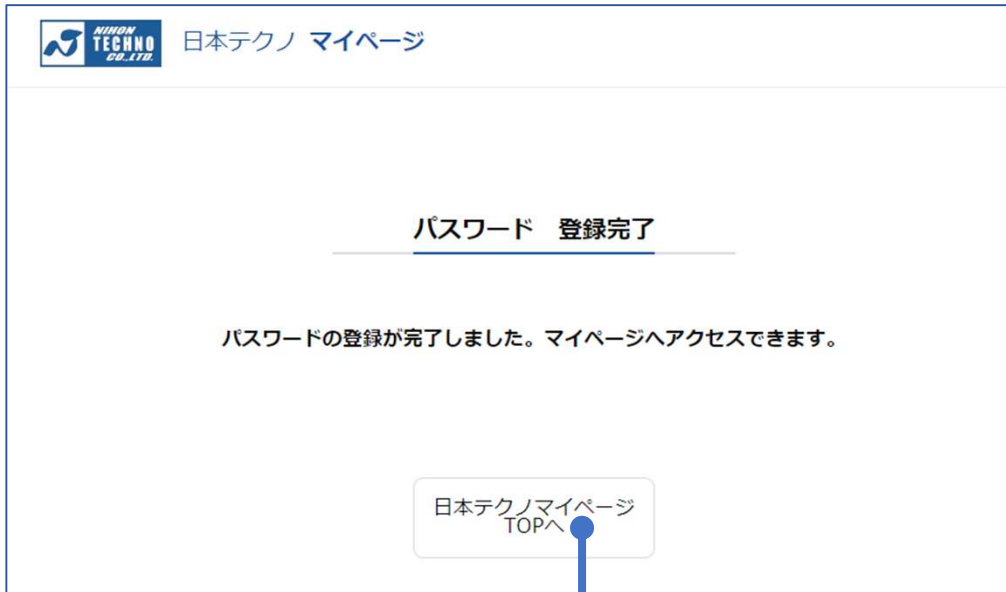 NIHON
TECHNO
CO.,LTD.
日本テクノ マイページ
パスワード　登録完了
パスワードの登録が完了しました。マイページへアクセスできます。
日本テクノマイページ
TOPへ